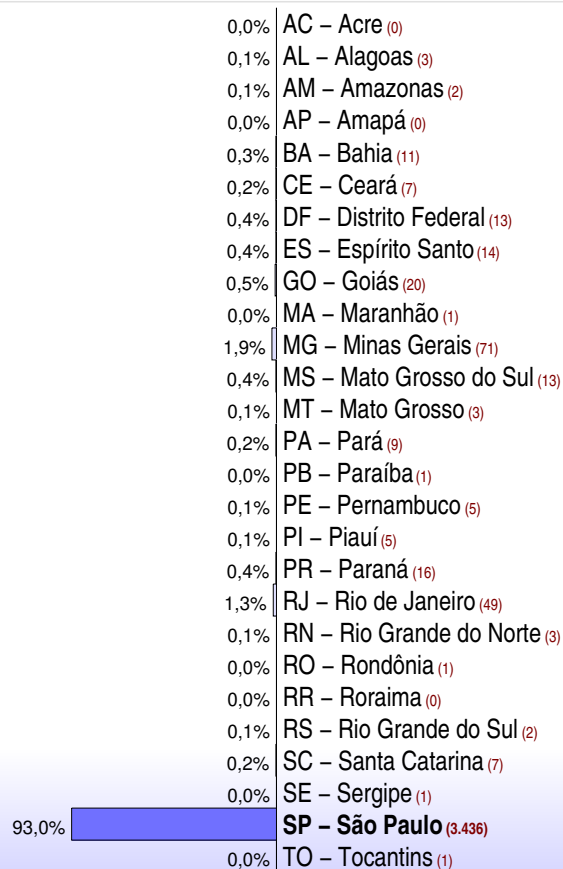 0,0% AC – Acre (0)
0,1% AL – Alagoas (3)
0,1% AM – Amazonas (2)
0,0% AP – Amapá (0)
0,3% BA – Bahia (11)
0,2% CE – Ceará (7)
0,4% DF – Distrito Federal (13)
0,4% ES – Espírito Santo (14)
0,5% GO – Goiás (20)
0,0% MA – Maranhão (1)
1,9% MG – Minas Gerais (71)
0,4% MS – Mato Grosso do Sul (13)
0,1% MT – Mato Grosso (3)
0,2% PA – Pará (9)
0,0% PB – Paraíba (1)
0,1% PE – Pernambuco (5)
0,1% PI – Piauí (5)
0,4% PR – Paraná (16)
1,3% RJ – Rio de Janeiro (49)
0,1% RN – Rio Grande do Norte (3)
0,0% RO – Rondônia (1)
0,0% RR – Roraima (0)
0,1% RS – Rio Grande do Sul (2)
0,2% SC – Santa Catarina (7)
0,0% SE – Sergipe (1)
93,0% SP – São Paulo (3.436)
0,0% TO – Tocantins (1)